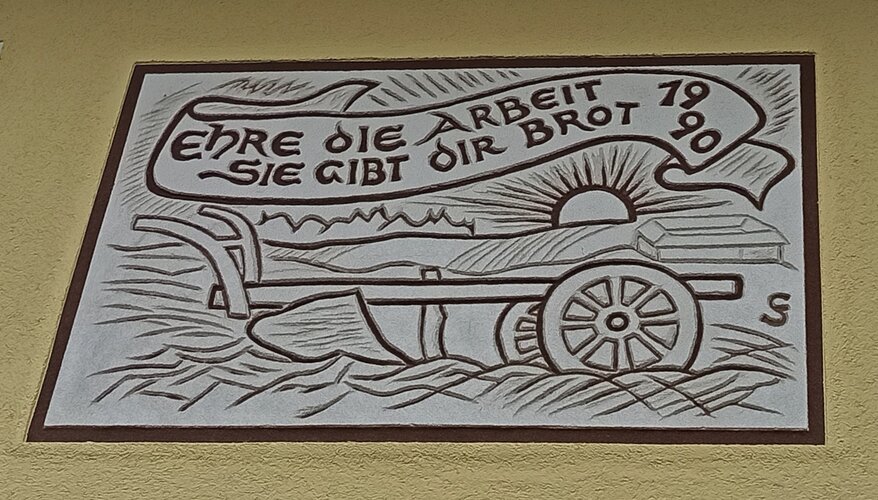 EHRE DIE ARBEIT 19
SIE GIBT DIR BROT 90
S